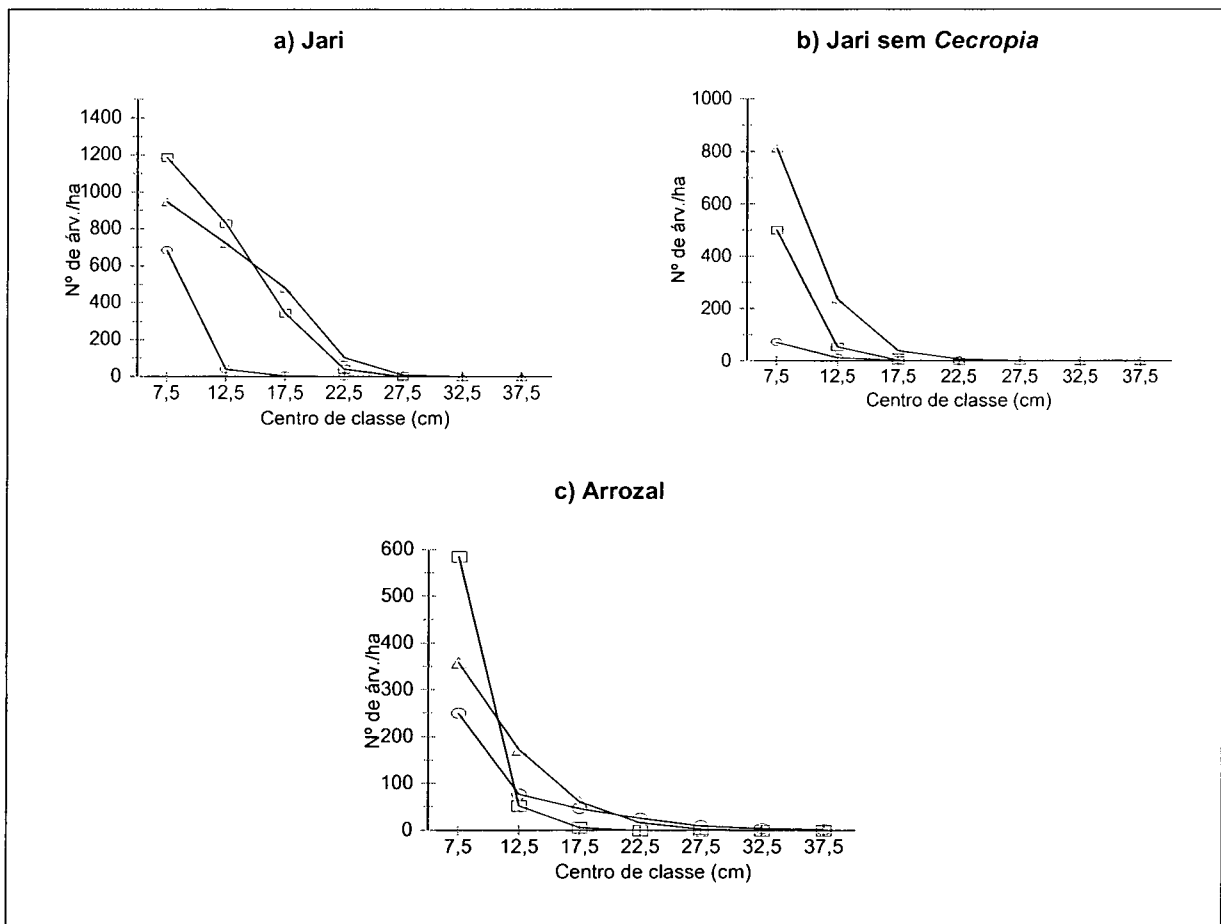 a) Jari
1400
1200
1000
800
600
400
200
0
Nº de árv./ha
7,5 12,5 17,5 22,5 27,5 32,5 37,5
Centro de classe (cm)
b) Jari sem Cecropia
1000
800
600
400
200
0
Nº de árv./ha
7,5 12,5 17,5 22,5 27,5 32,5 37,5
Centro de classe (cm)
c) Arrozal
600
500
400
300
200
100
0
Nº de árv./ha
7,5 12,5 17,5 22,5 27,5 32,5 37,5
Centro de classe (cm)